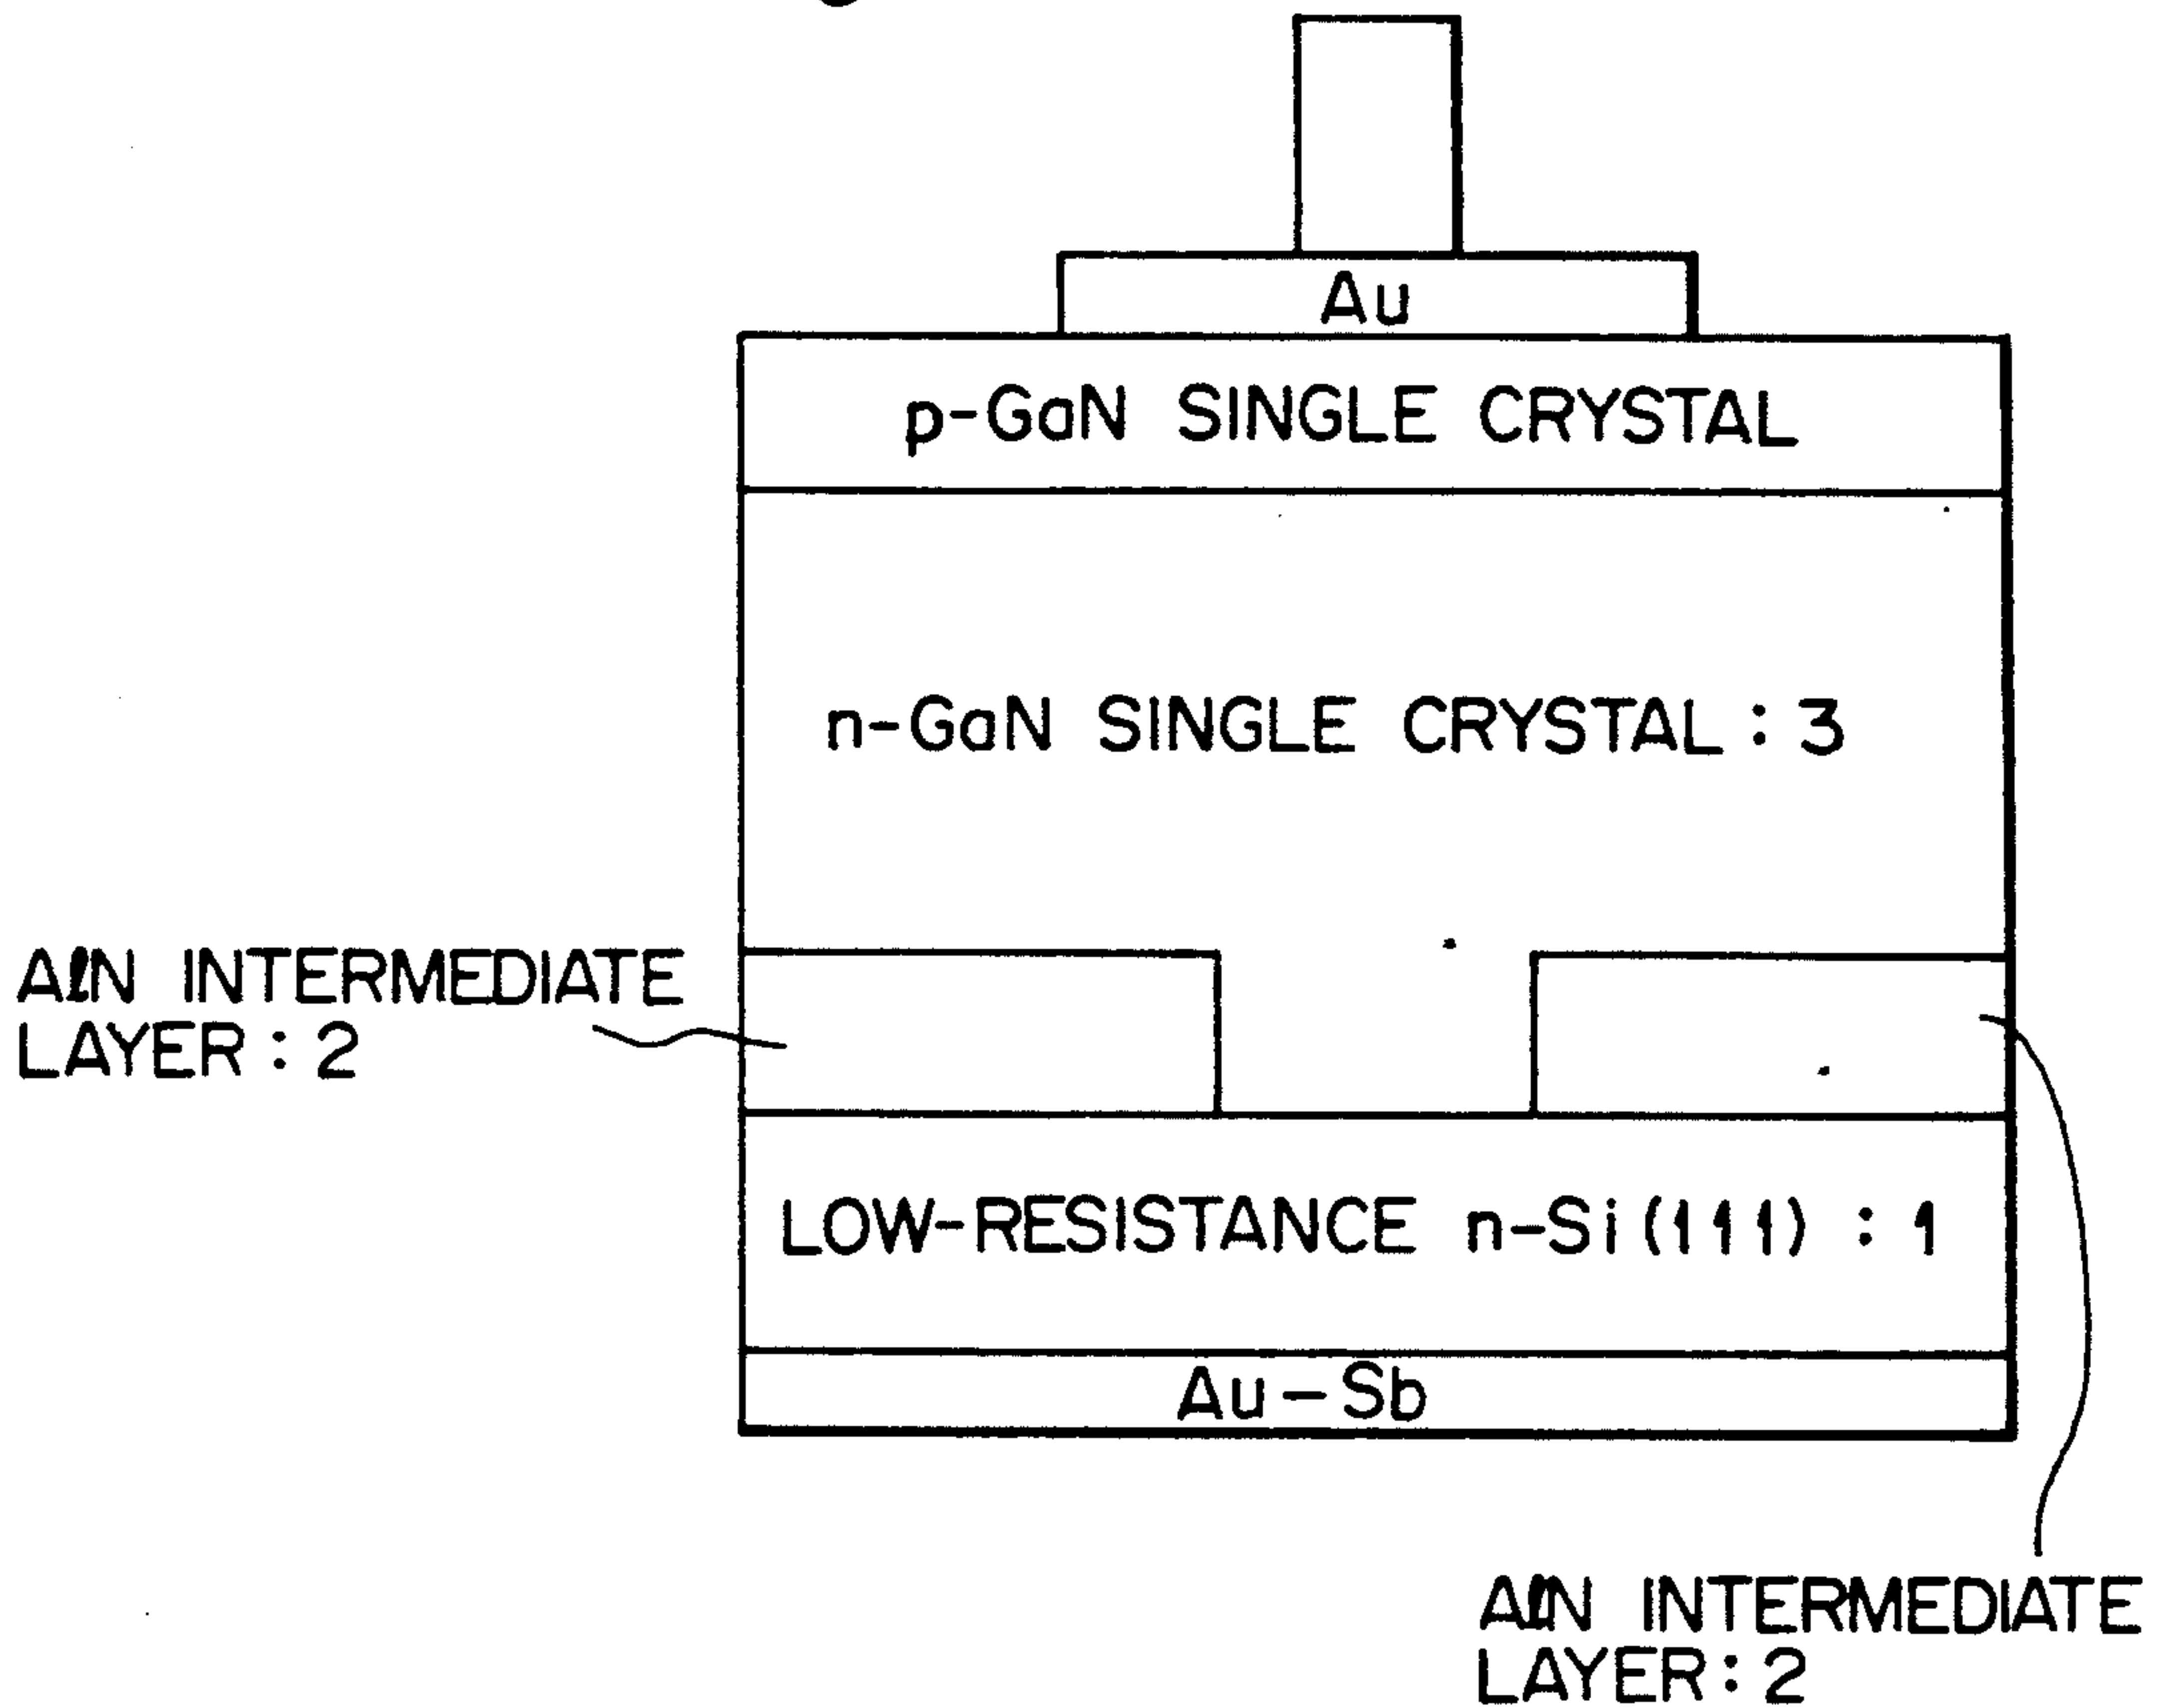 Au
p-GaN SINGLE CRYSTAL
n-GaN SINGLE CRYSTAL : 3
AlN INTERMEDIATE
LAYER : 2
LOW-RESISTANCE n-Si(111) : 1
Au-Sb
AlN INTERMEDIATE
LAYER : 2